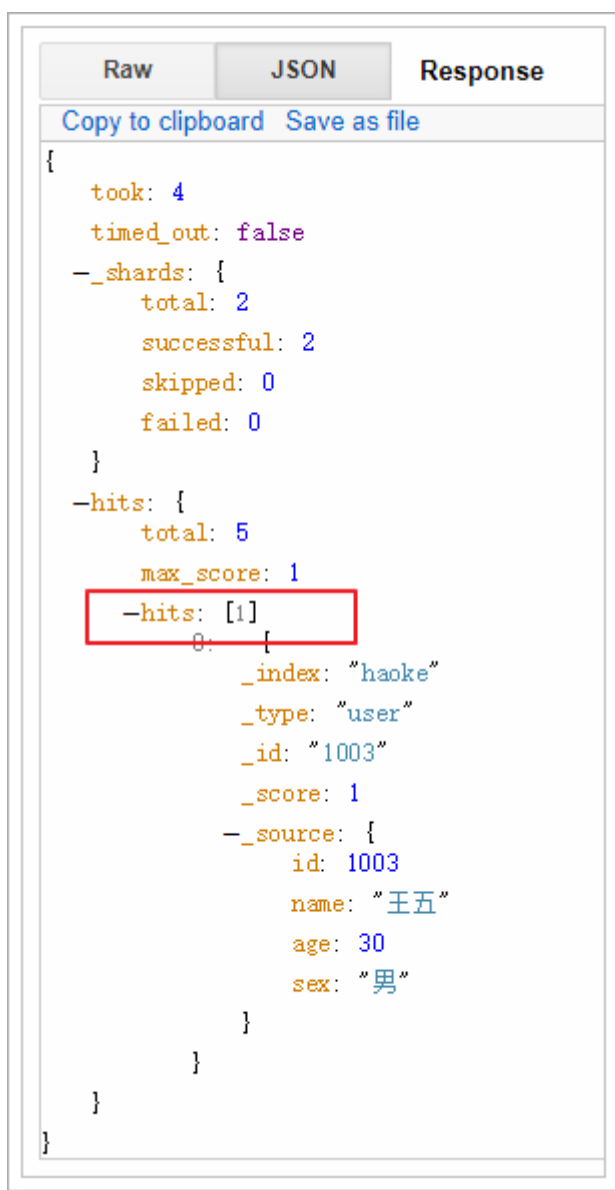 Raw JSON Response
Copy to clipboard Save as file
{
took: 4
timed_out: false
–_shards: {
total: 2
successful: 2
skipped: 0
failed: 0
}
–hits: {
total: 5
max_score: 1
–hits: [1]
0: {
_index: "haoke"
_type: "user"
_id: "1003"
_score: 1
–_source: {
id: 1003
name: "王五"
age: 30
sex: "男"
}
}
}
}